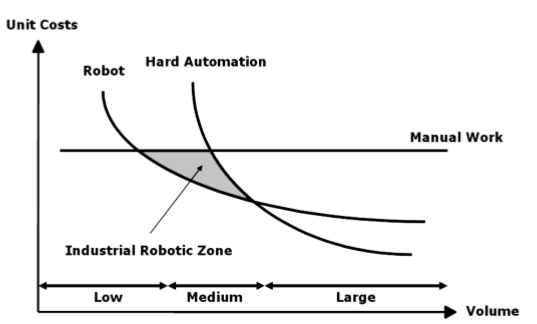 Unit Costs
Robot
Hard Automation
Manual Work
Industrial Robotic Zone
Low
Medium
Large
Volume